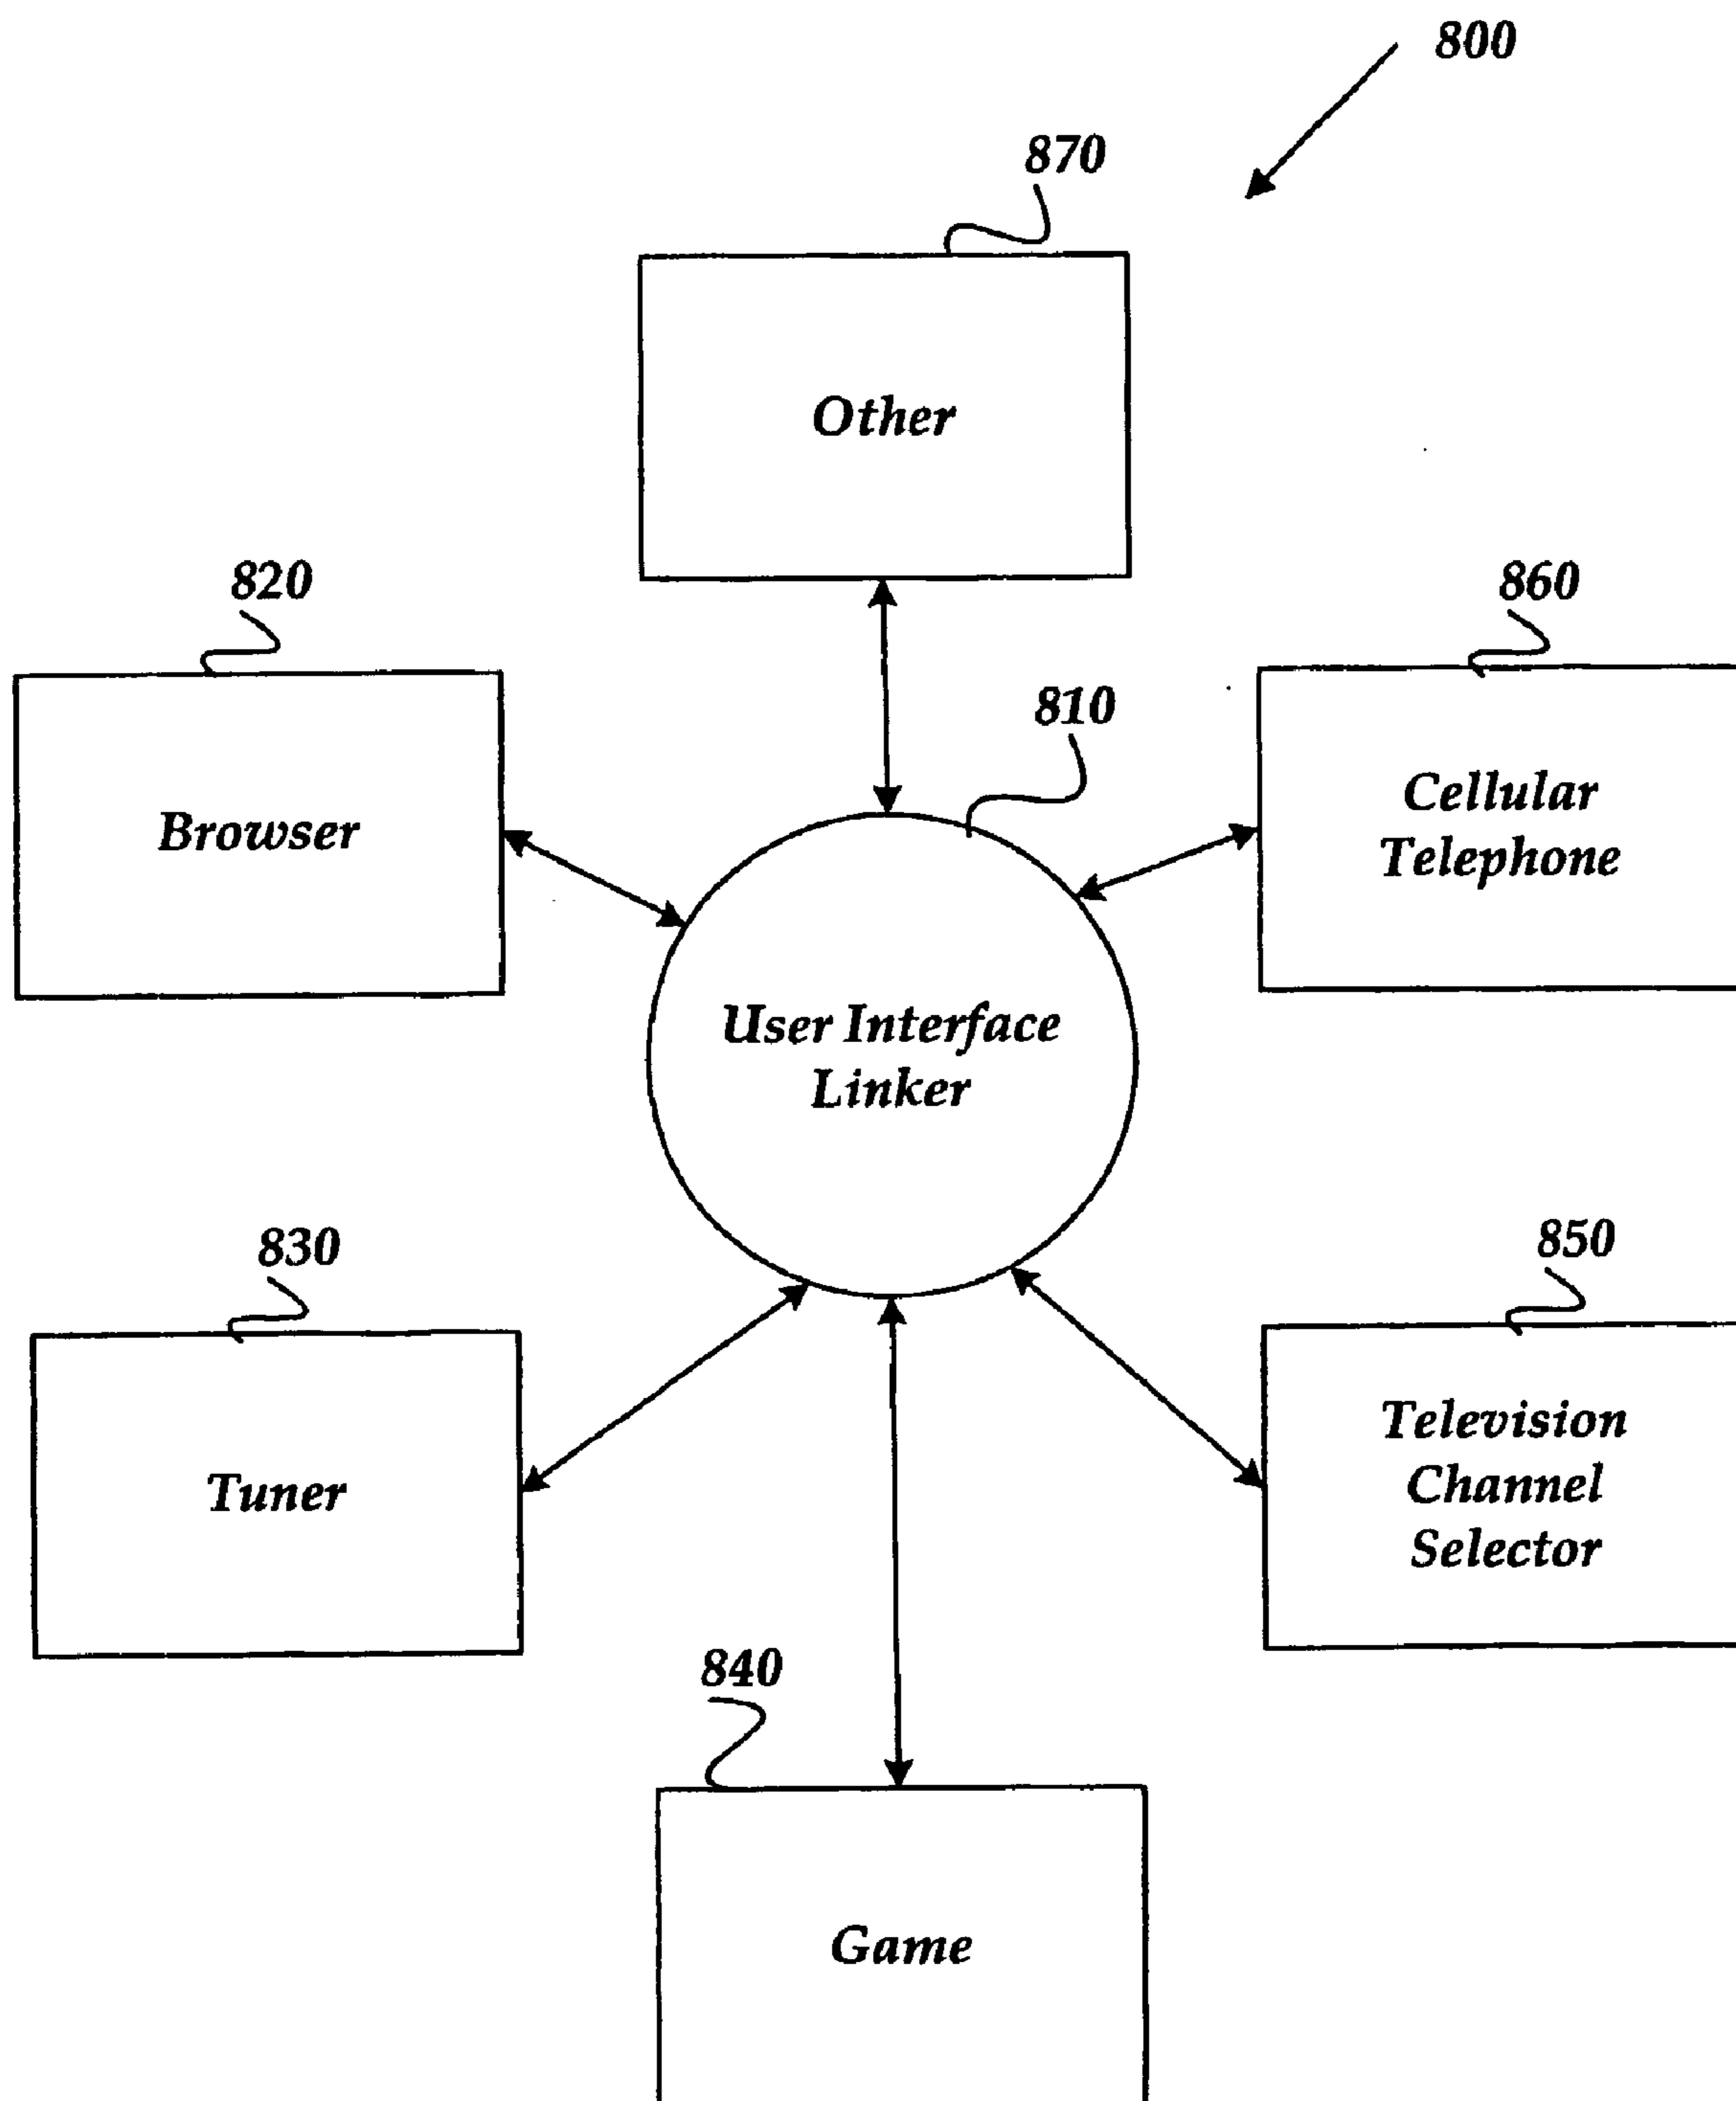 800
870
Other
820
860
810
Browser
Cellular
Telephone
User Interface
Linker
830
850
Tuner
Television
Channel
Selector
840
Game